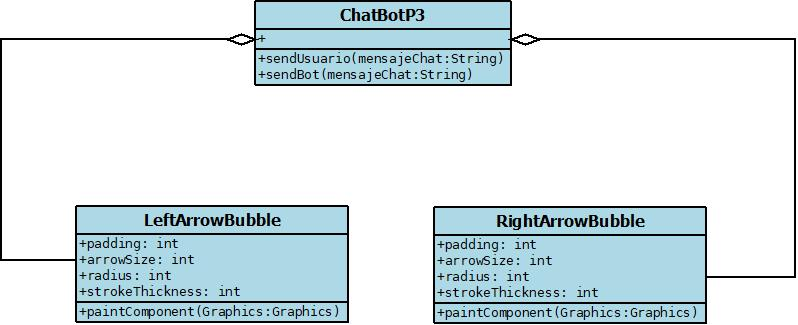 ChatBotP3
+
+sendUsuario(mensajeChat:String)
+sendBot(mensajeChat:String)
LeftArrowBubble
+padding: int
+arrowSize: int
+radius: int
+strokeThickness: int
+paintComponent(Graphics:Graphics)
RightArrowBubble
+padding: int
+arrowSize: int
+radius: int
+strokeThickness: int
+paintComponent(Graphics:Graphics)